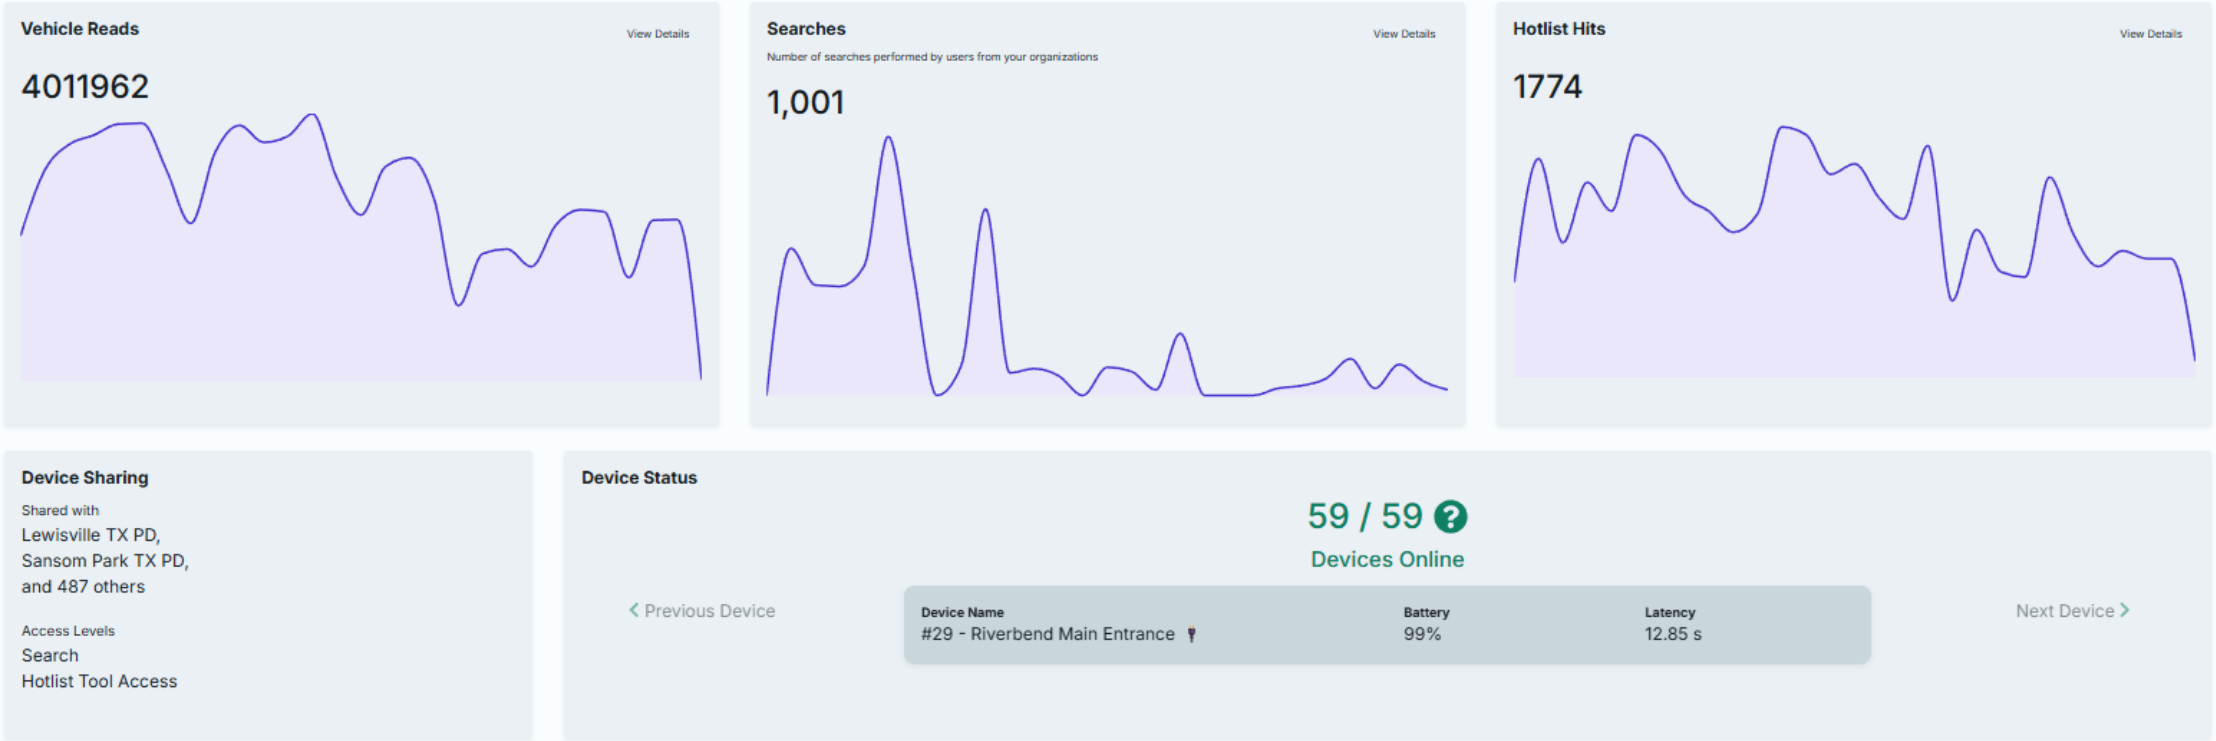 Vehicle Reads
View Details
4011962
Searches
View Details
Number of searches performed by users from your organizations
1,001
Hotlist Hits
View Details
1774
Device Sharing
Shared with
Lewisville TX PD,
Sansom Park TX PD,
and 487 others
Access Levels
Search
Hotlist Tool Access
Device Status
59 / 59 ?
Devices Online
Previous Device
Device Name
#29 - Riverbend Main Entrance
Battery
99%
Latency
12.85 s
Next Device